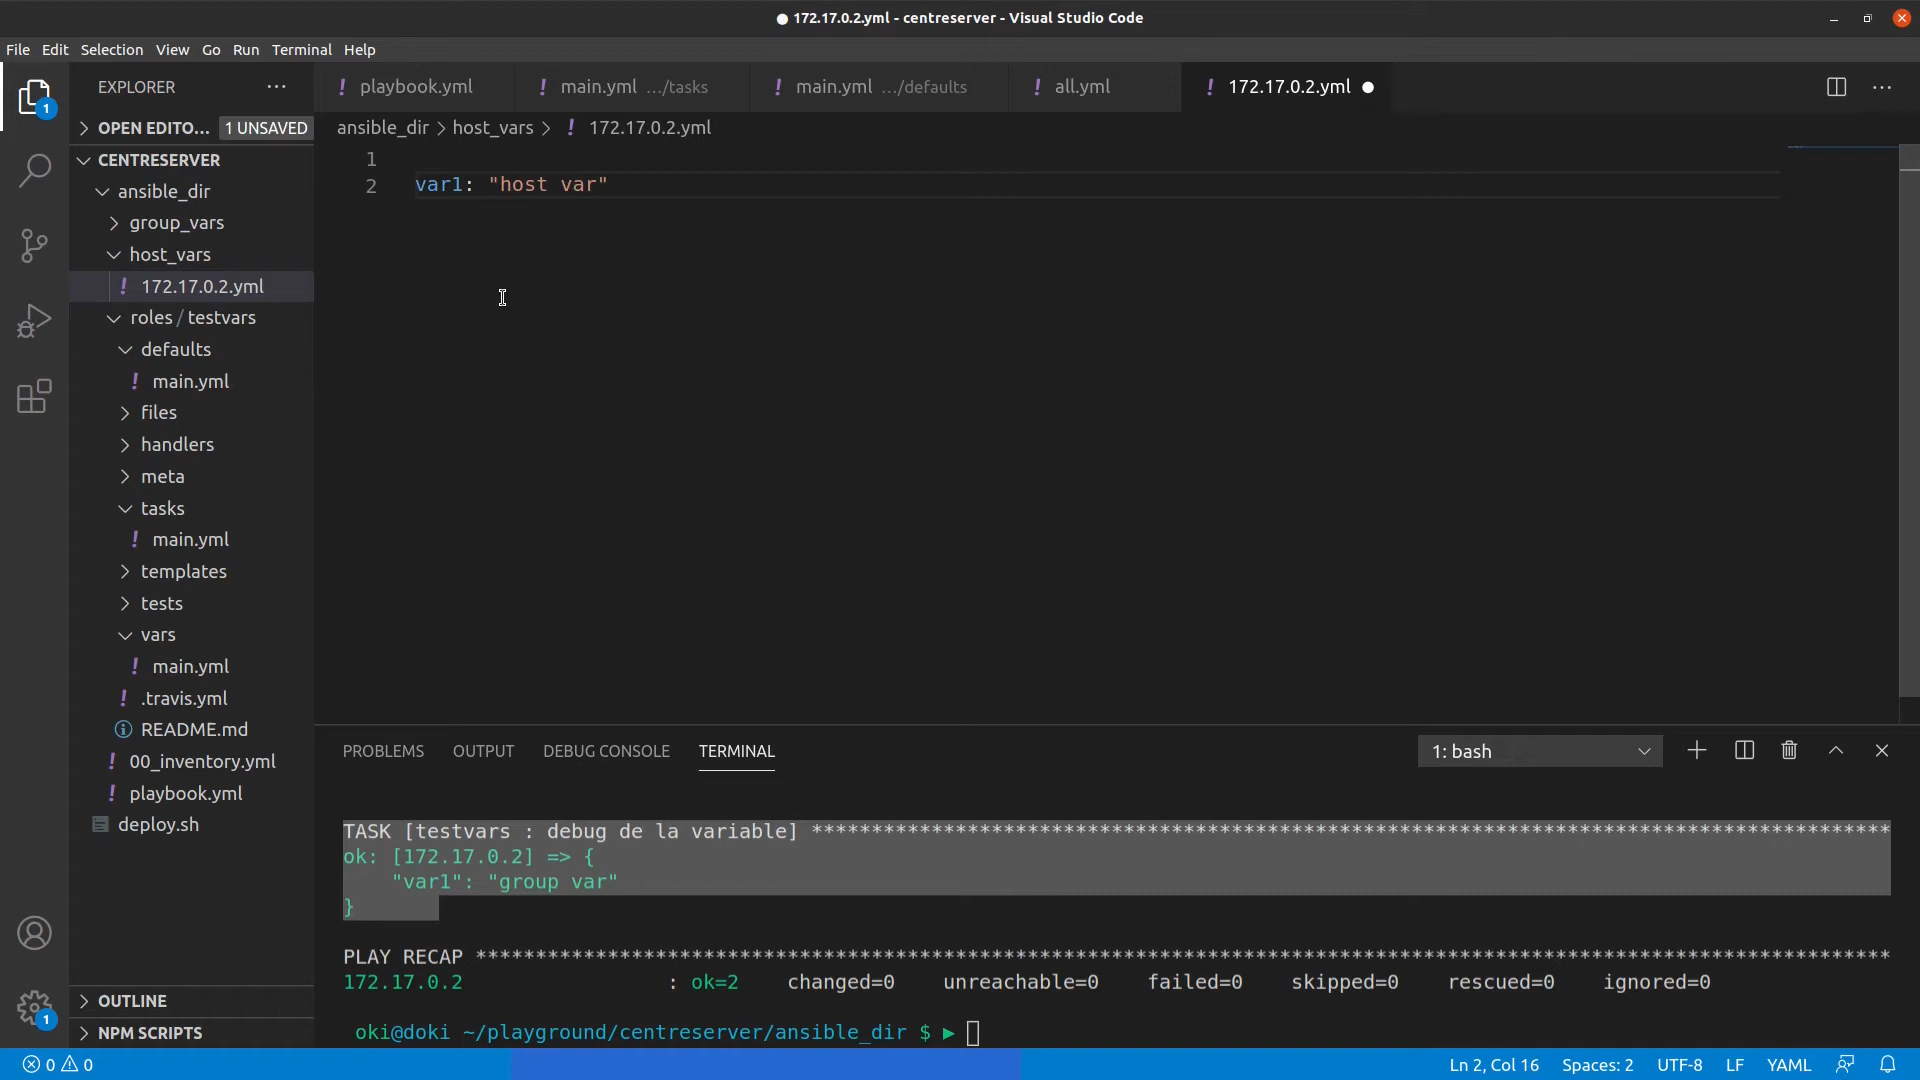 172.17.0.2.yml - centreserver - Visual Studio Code
File Edit Selection View Go Run Terminal Help
EXPLORER
playbook.yml main.yml .../tasks main.yml .../defaults all.yml 172.17.0.2.yml
OPEN EDITO... 1 UNSAVED
ansible_dir > host_vars > 172.17.0.2.yml
CENTRESERVER
ansible_dir
group_vars
host_vars
172.17.0.2.yml
roles / testvars
defaults
main.yml
files
handlers
meta
tasks
main.yml
templates
tests
vars
main.yml
.travis.yml
README.md
00_inventory.yml
playbook.yml
deploy.sh
OUTLINE
NPM SCRIPTS
1
2 var1: "host var"
PROBLEMS OUTPUT DEBUG CONSOLE TERMINAL 1: bash
TASK [testvars : debug de la variable] ******************************************************************************************
ok: [172.17.0.2] => {
"var1": "group var"
}
PLAY RECAP **********************************************************************************************************************
172.17.0.2 : ok=2 changed=0 unreachable=0 failed=0 skipped=0 rescued=0 ignored=0
oki@doki ~/playground/centreserver/ansible_dir $ ▶
1
1
0 0 Ln 2, Col 16 Spaces: 2 UTF-8 LF YAML